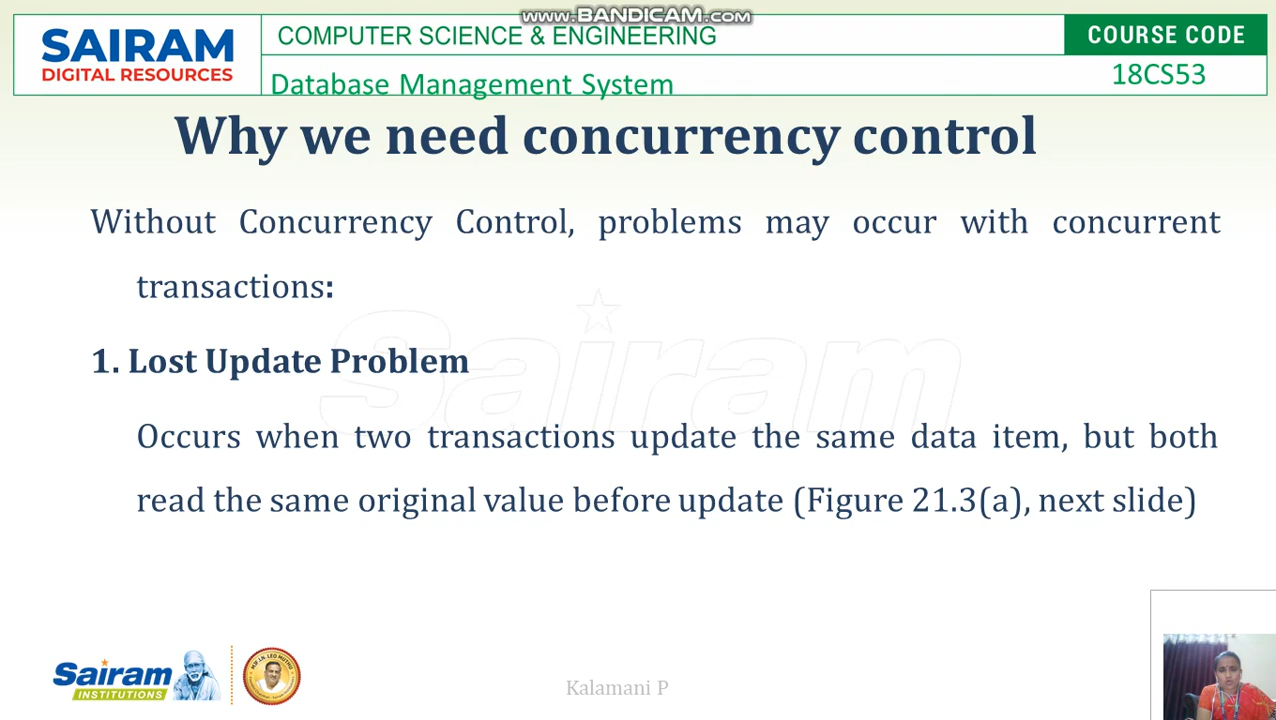 www.BANDICAM.com
SAIRAM
DIGITAL RESOURCES
COMPUTER SCIENCE & ENGINEERING
COURSE CODE
Database Management System
18CS53
Why we need concurrency control
Without Concurrency Control, problems may occur with concurrent
transactions:
Sairam
1. Lost Update Problem
Occurs when two transactions update the same data item, but both
read the same original value before update (Figure 21.3(a), next slide)
Sairam
INSTITUTIONS
Kalamani P